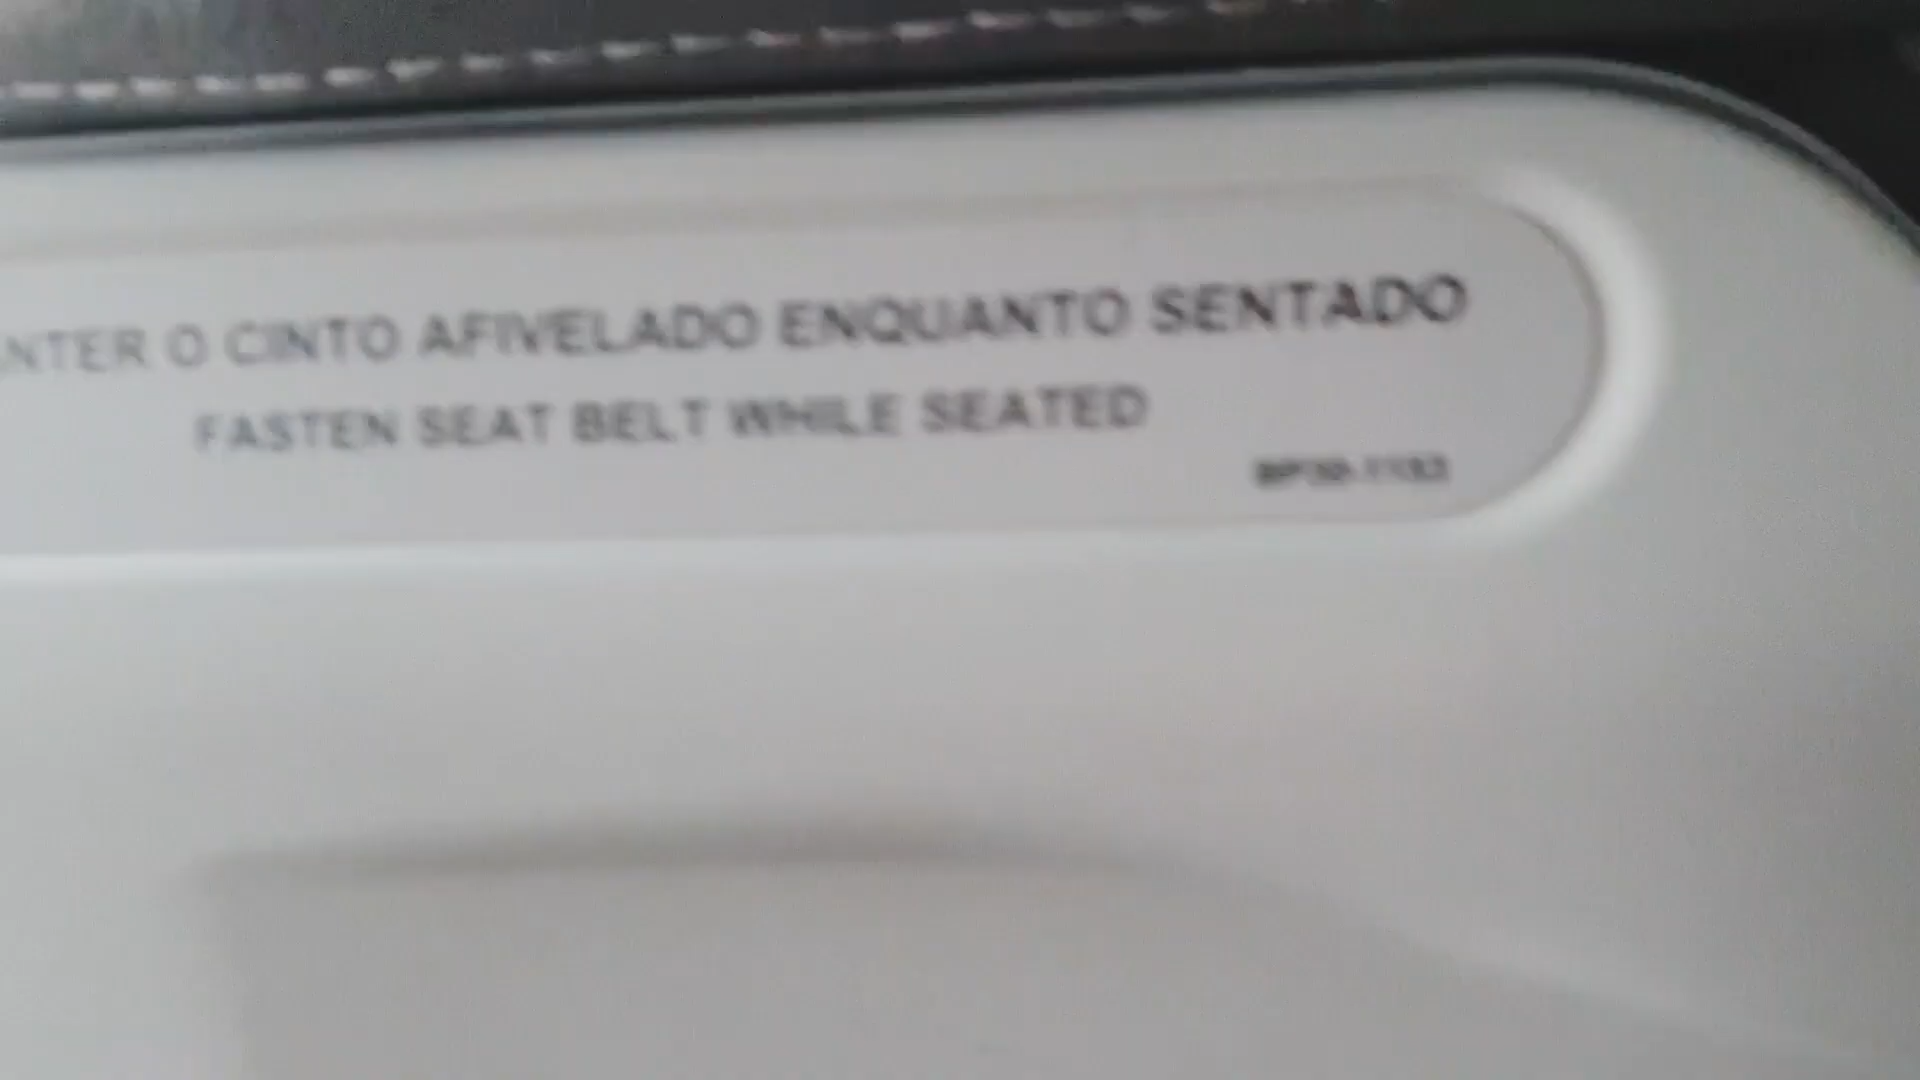 NTER O CINTO AFIVELADO ENQUANTO SENTADO
FASTEN SEAT BELT WHILE SEATED